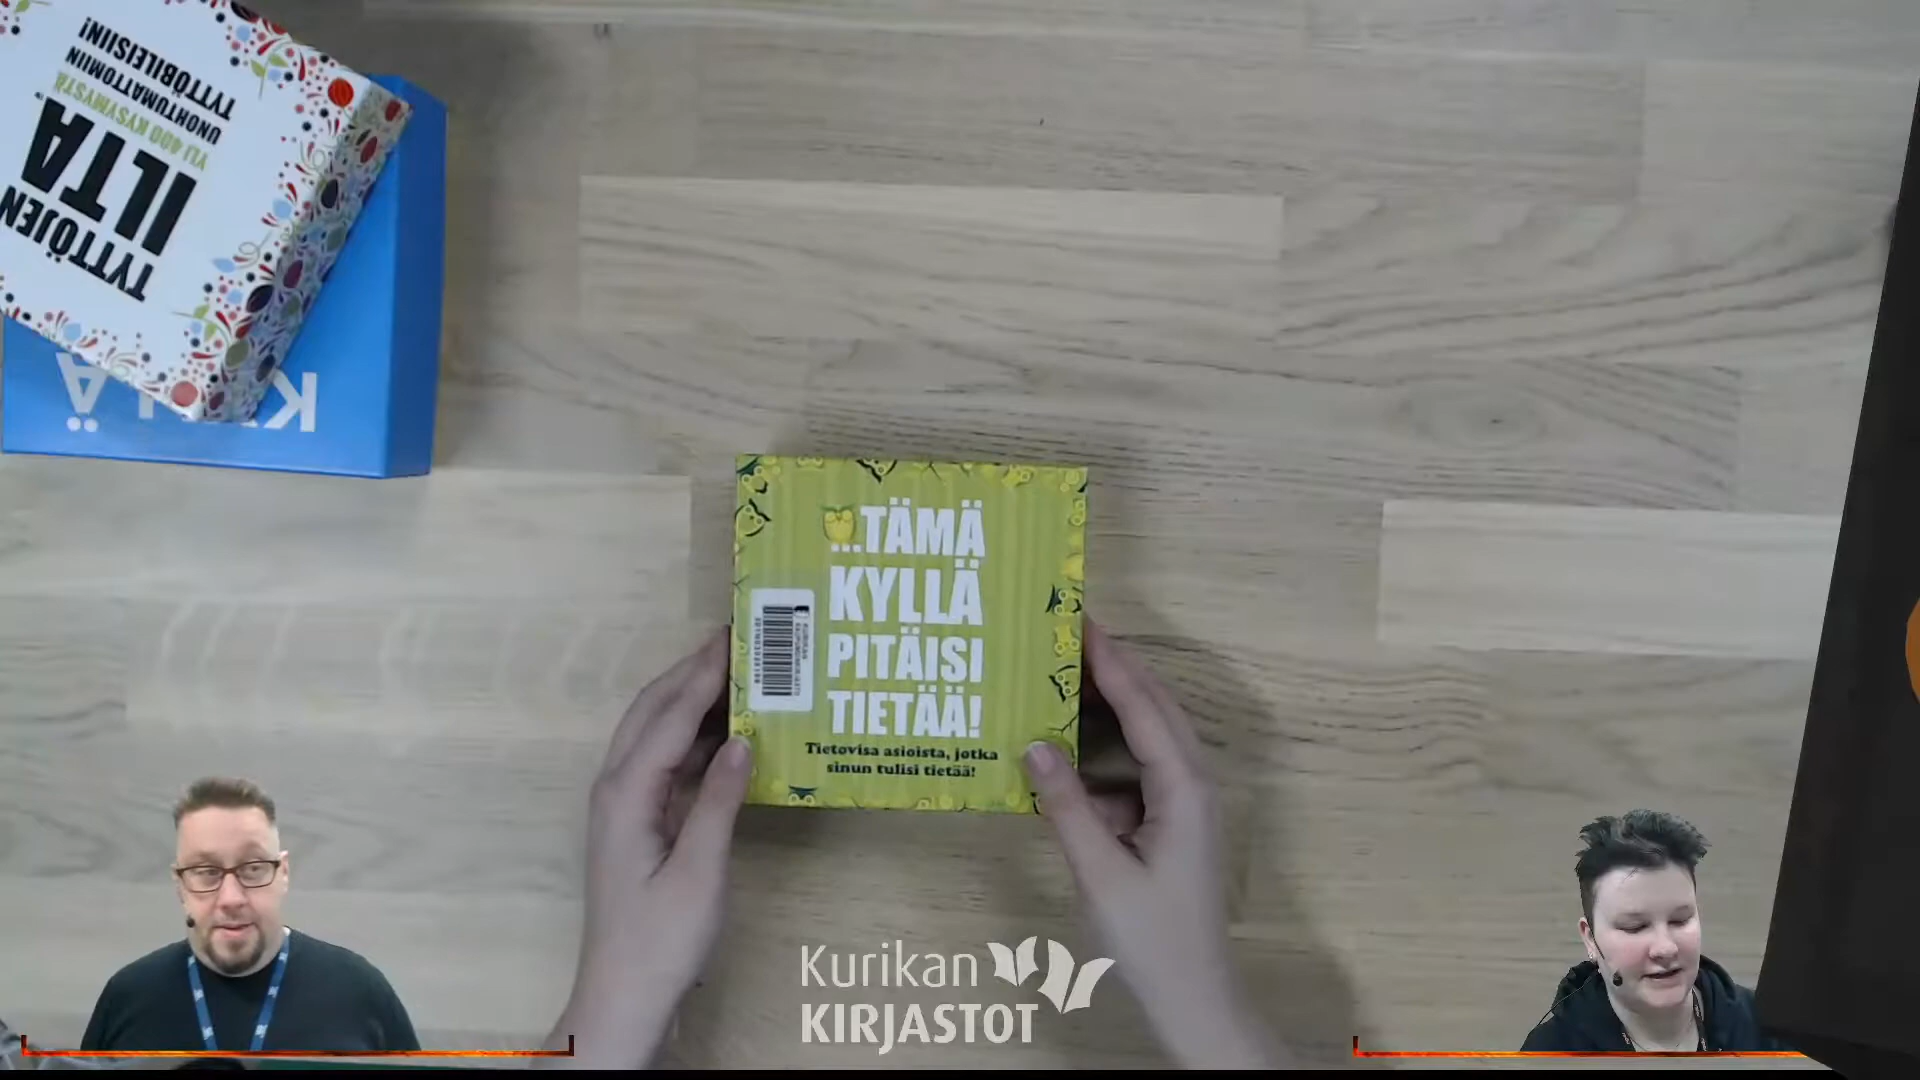 TYTTÖJEN
ILTA
YLI 400 KYSYMYSTÄ
UNOHTUMATTOMIIN
TYTTÖBILEISIIN!
...TÄMÄ
KYLLÄ
PITÄISI
TIETÄÄ!
Tietovisa asioista, jotka
sinun tulisi tietää!
Kurikan
KIRJASTOT